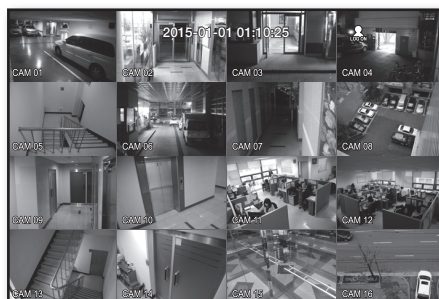 2015-01-01 01:10:25
LOG ON
CAM 01
CAM 02
CAM 03
CAM 04
CAM 05
CAM 06
CAM 07
CAM 08
CAM 09
CAM 10
CAM 11
CAM 12
CAM 13
CAM 14
CAM 15
CAM 16